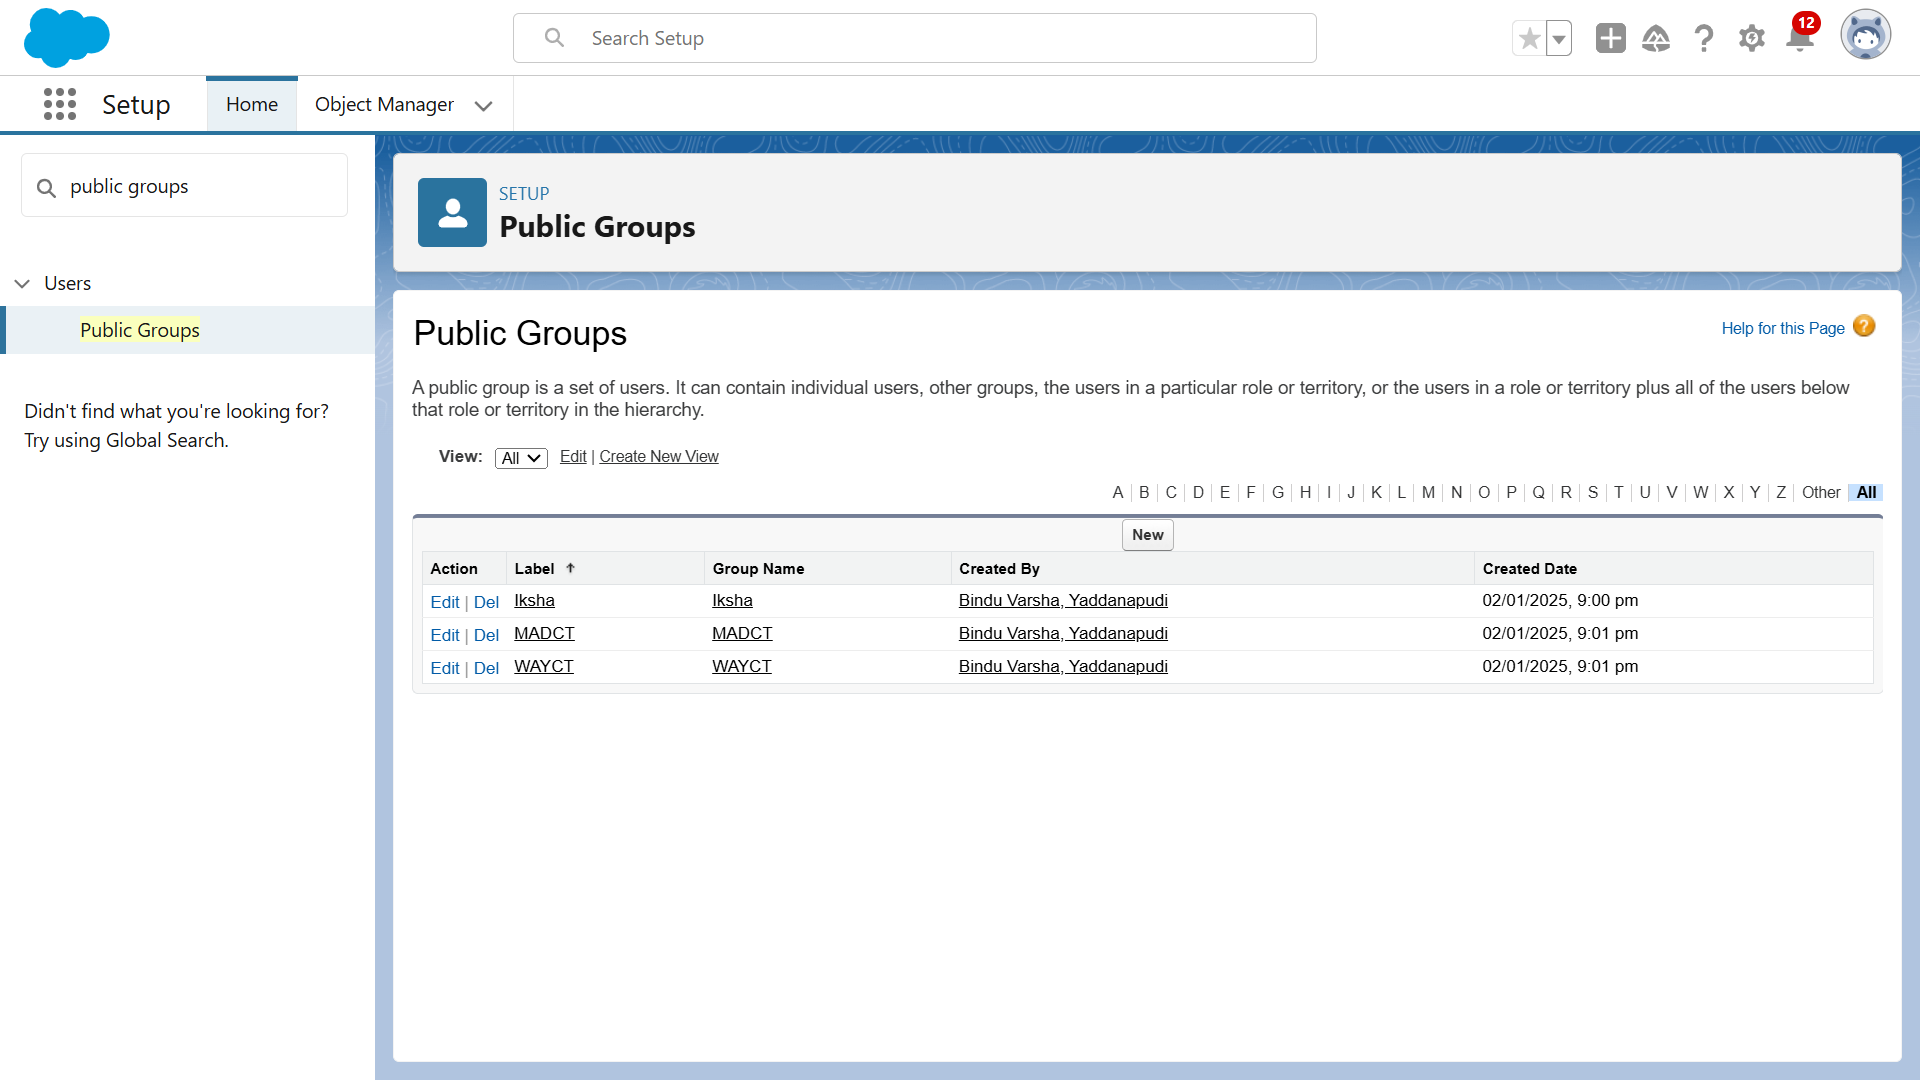 Search Setup
12
Setup
Home
Object Manager
public groups
Users
Public Groups
Didn't find what you're looking for?
Try using Global Search.
SETUP
Public Groups
Public Groups
Help for this Page ?
A public group is a set of users. It can contain individual users, other groups, the users in a particular role or territory, or the users in a role or territory plus all of the users below
that role or territory in the hierarchy.
View: All Edit | Create New View
A | B | C | D | E | F | G | H | I | J | K | L | M | N | O | P | Q | R | S | T | U | V | W | X | Y | Z | Other | All
New
Action Label ↑ Group Name Created By Created Date
Edit | Del Iksha Iksha Bindu Varsha, Yaddanapudi 02/01/2025, 9:00 pm
Edit | Del MADCT MADCT Bindu Varsha, Yaddanapudi 02/01/2025, 9:01 pm
Edit | Del WAYCT WAYCT Bindu Varsha, Yaddanapudi 02/01/2025, 9:01 pm